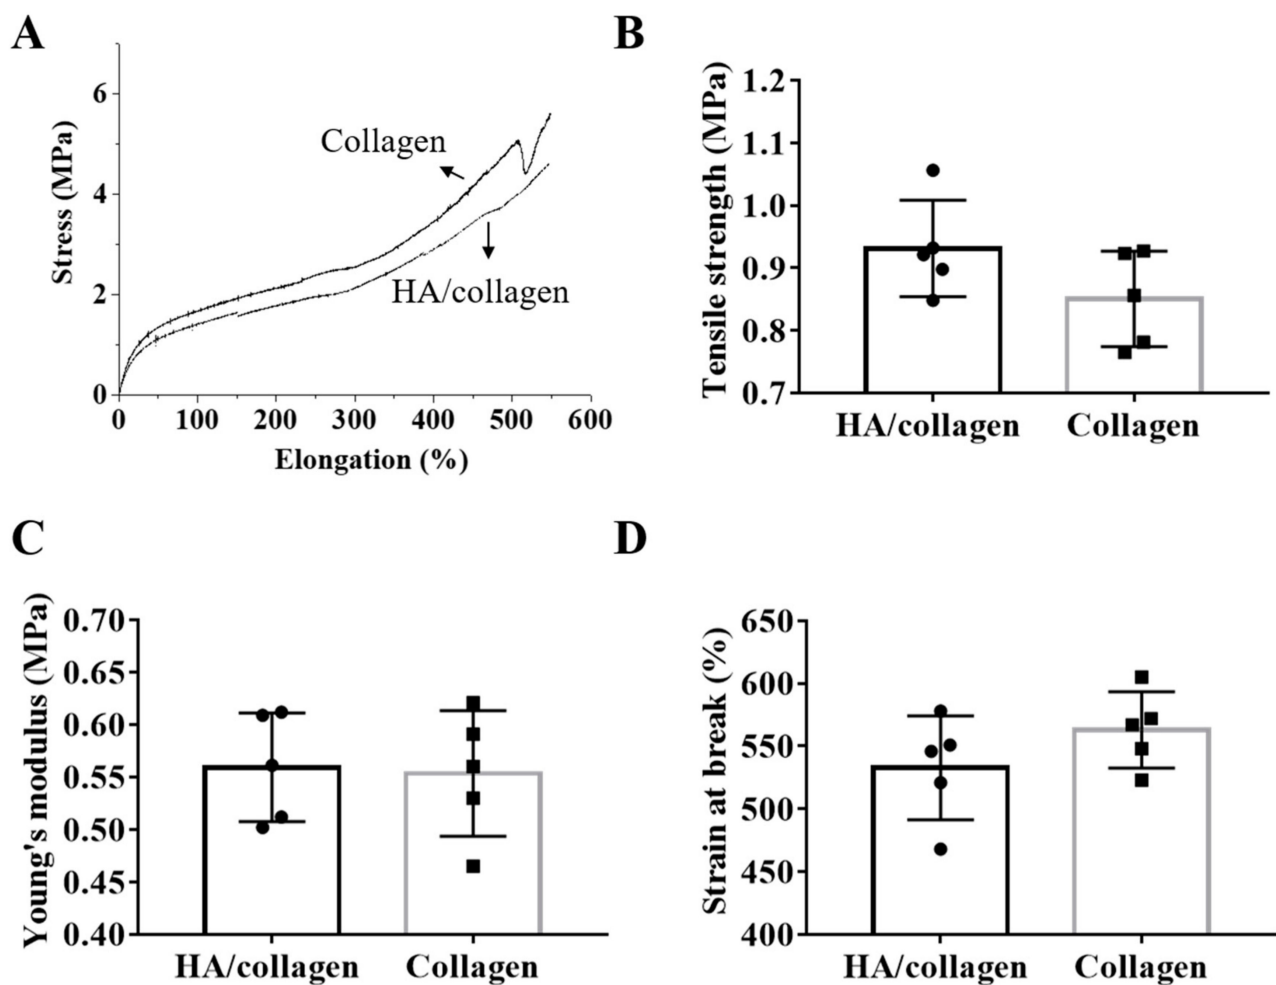 A
Stress (MPa)
6
4
2
0
Collagen
HA/collagen
0 100 200 300 400 500 600
Elongation (%)
B
Tensile strength (MPa)
1.2
1.1
1.0
0.9
0.8
0.7
HA/collagen Collagen
C
Young's modulus (MPa)
0.70
0.65
0.60
0.55
0.50
0.45
0.40
HA/collagen Collagen
D
Strain at break (%)
650
600
550
500
450
400
HA/collagen Collagen